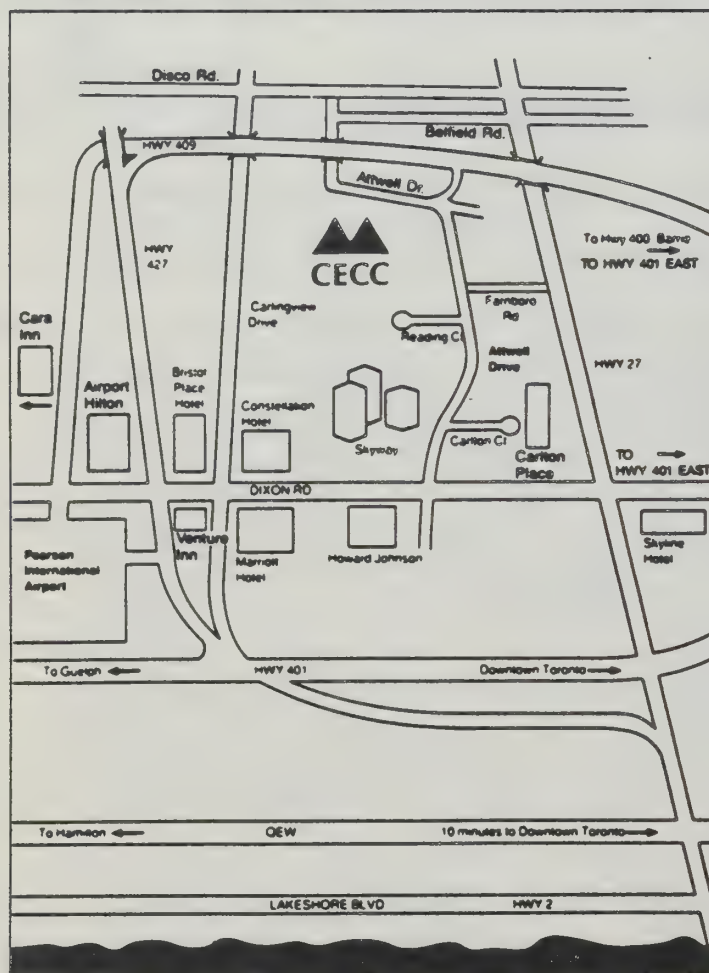 Disco Rd.
Belfield Rd.
HWY 409
Attwell Dr.
HWY
427
To Hwy 400 Barrie
TO HWY 401 EAST
CECC
Carlingview
Drive
Farnboro
Rd
Reading Ct
Attwell
Drive
HWY 27
Cara
Inn
Airport
Hilton
Bristol
Place
Hotel
Constellation
Hotel
Skyway
Carlton Ct
Carlton
Place
TO
HWY 401 EAST
DIXON RD
Venture
Inn
Marriott
Hotel
Howard Johnson
Skyline
Hotel
Pearson
International
Airport
To Guelph
HWY 401
Downtown Toronto
To Hamilton
QEW
10 minutes to Downtown Toronto
LAKESHORE BLVD
HWY 2